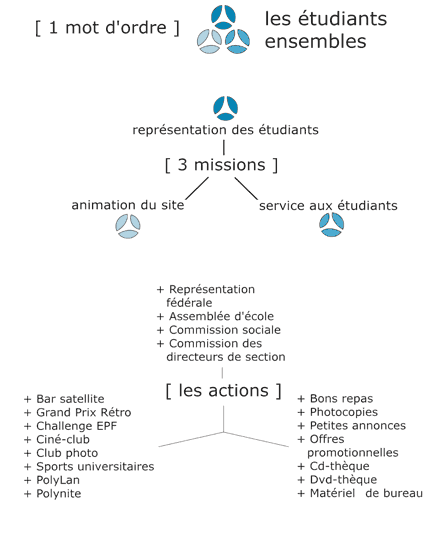 [ 1 mot d'ordre ]
les étudiants
ensembles
représentation des étudiants
[ 3 missions ]
animation du site
service aux étudiants
+ Représentation
fédérale
+ Assemblée d'école
+ Commission sociale
+ Commission des
directeurs de section
[ les actions ]
+ Bar satellite
+ Grand Prix Rétro
+ Challenge EPF
+ Ciné-club
+ Club photo
+ Sports universitaires
+ PolyLan
+ Polynite
+ Bons repas
+ Photocopies
+ Petites annonces
+ Offres
promotionnelles
+ Cd-thèque
+ Dvd-thèque
+ Matériel de bureau